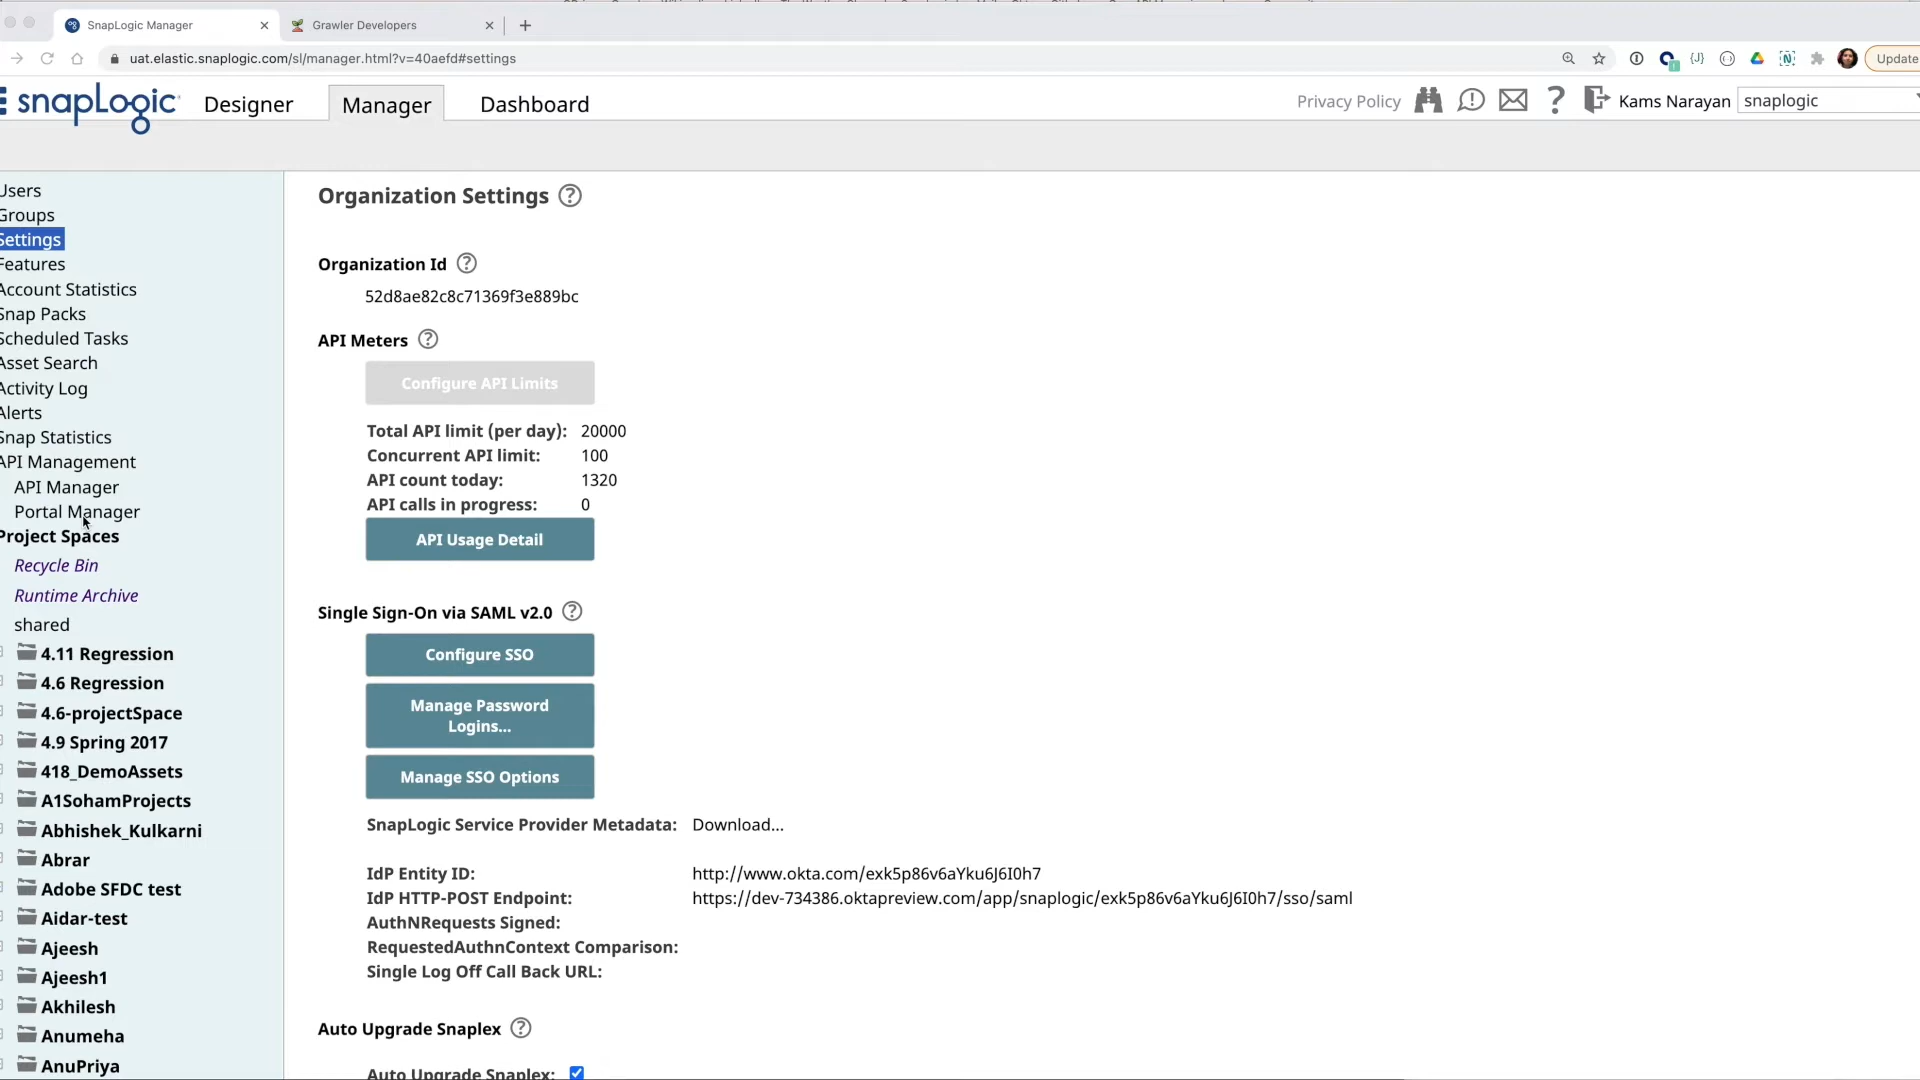 SnapLogic Manager
Grawler Developers
uat.elastic.snaplogic.com/sl/manager.html?v=40aefd#settings
Update
snapLogic
Designer
Manager
Dashboard
Privacy Policy
Kams Narayan
snaplogic
Users
Groups
Settings
Features
Account Statistics
Snap Packs
Scheduled Tasks
Asset Search
Activity Log
Alerts
Snap Statistics
API Management
API Manager
Portal Manager
Project Spaces
Recycle Bin
Runtime Archive
shared
4.11 Regression
4.6 Regression
4.6-projectSpace
4.9 Spring 2017
418_DemoAssets
A1SohamProjects
Abhishek_Kulkarni
Abrar
Adobe SFDC test
Aidar-test
Ajeesh
Ajeesh1
Akhilesh
Anumeha
AnuPriya
Organization Settings
Organization Id
52d8ae82c8c71369f3e889bc
API Meters
Configure API Limits
Total API limit (per day): 20000
Concurrent API limit: 100
API count today: 1320
API calls in progress: 0
API Usage Detail
Single Sign-On via SAML v2.0
Configure SSO
Manage Password
Logins...
Manage SSO Options
SnapLogic Service Provider Metadata: Download...
IdP Entity ID: http://www.okta.com/exk5p86v6aYku6J6I0h7
IdP HTTP-POST Endpoint: https://dev-734386.oktapreview.com/app/snaplogic/exk5p86v6aYku6J6I0h7/sso/saml
AuthNRequests Signed:
RequestedAuthnContext Comparison:
Single Log Off Call Back URL:
Auto Upgrade Snaplex
Auto Upgrade Snaplex: